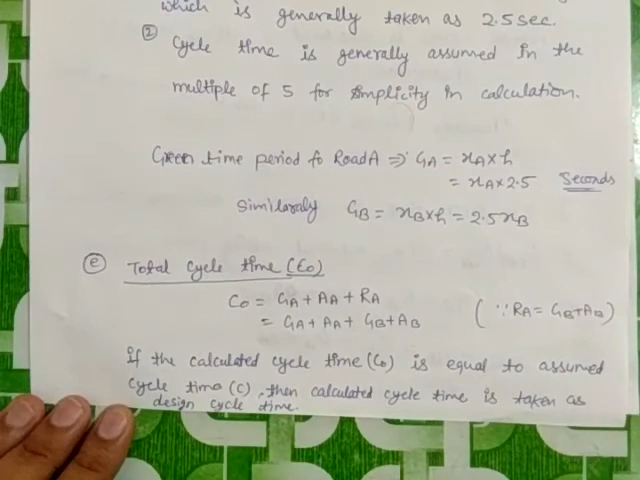 which is generally taken as 2.5 sec.
② Cycle time is generally assumed in the
multiple of 5 for simplicity in calculation.
Green time period fo Road A ⇒ GA = nA × h
= nA × 2.5 Seconds
Similaraly GB = nB × h = 2.5 nB
ⓔ Total cycle time (Co)
Co = GA + AA + RA
= GA + AA + GB + AB ( ∵ RA = GB + AB )
If the calculated cycle time (Co) is equal to assumed
cycle time (C), then calculated cycle time is taken as
design cycle time.